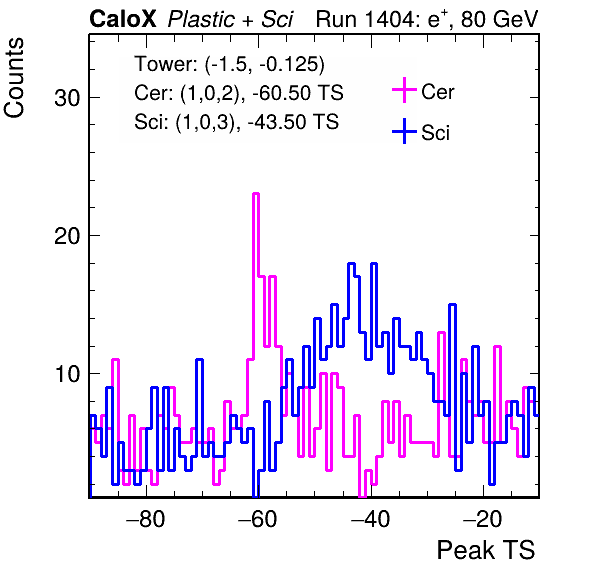 CaloX Plastic + Sci Run 1404: e+, 80 GeV
Counts
Tower: (-1.5, -0.125)
Cer: (1,0,2), -60.50 TS
Sci: (1,0,3), -43.50 TS
Cer
Sci
30
20
10
−80 −60 −40 −20
Peak TS